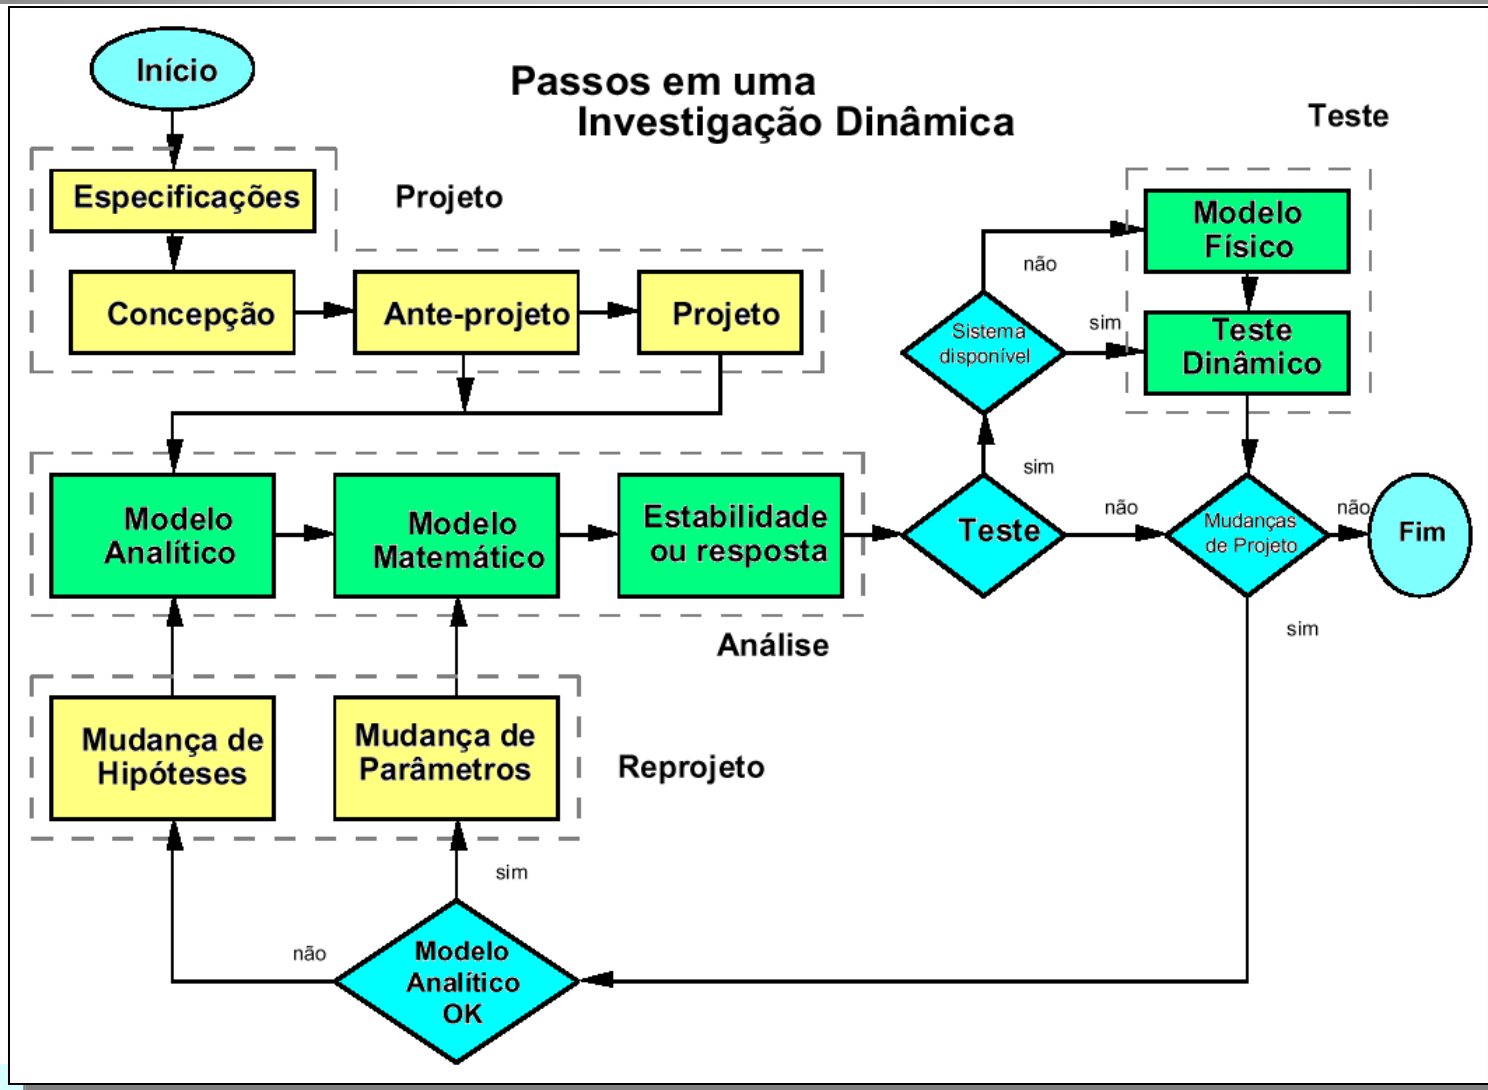 Início
Passos em uma
Investigação Dinâmica
Teste
Especificações
Projeto
Concepção
Ante-projeto
Projeto
Modelo
Físico
não
Sistema
disponível
sim
Teste
Dinâmico
sim
Modelo
Analítico
Modelo
Matemático
Estabilidade
ou resposta
Teste
não
Mudanças
de Projeto
não
Fim
sim
Análise
Mudança de
Hipóteses
Mudança de
Parâmetros
Reprojeto
sim
não
Modelo
Analítico
OK